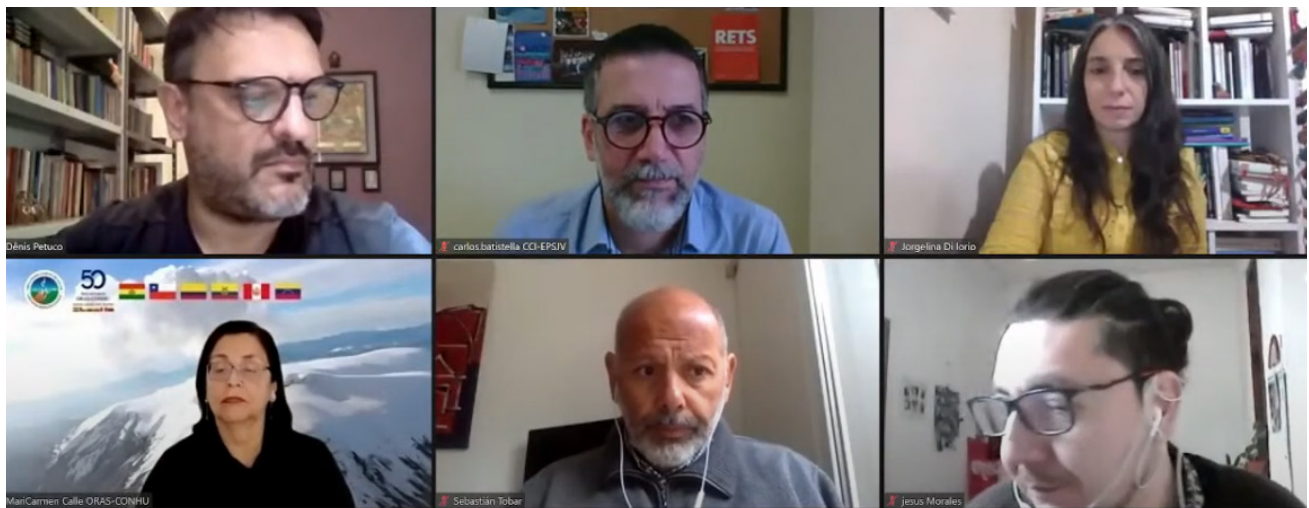 RETS
Dênis Petuco
carlos.batistella CCI-EPSJV
Jorgelina Di Iorio
50
MariCarmen Calle ORAS-CONHU
Sebastián Tobar
jesus Morales